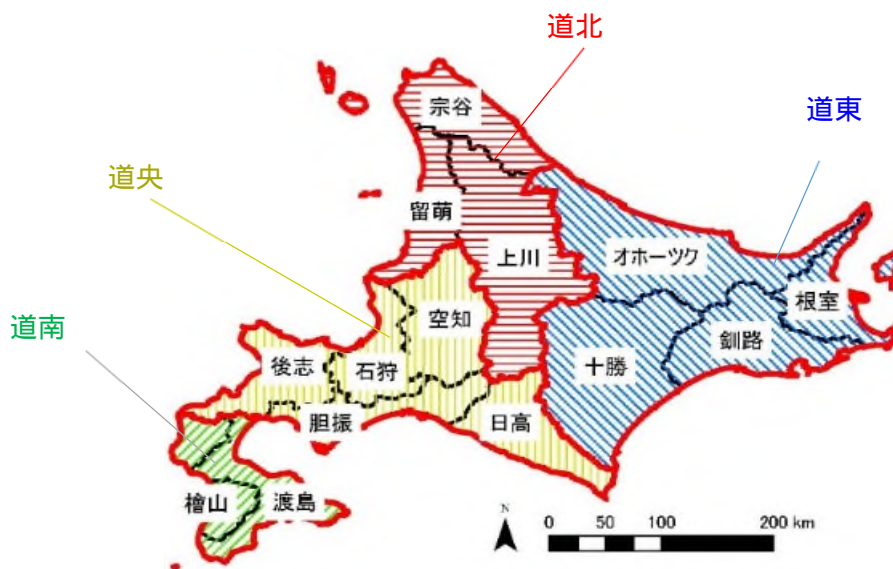 道北
道東
道央
道南
宗谷
留萌
上川
オホーツク
根室
釧路
十勝
空知
石狩
後志
胆振
日高
檜山
渡島
N
0 50 100 200 km